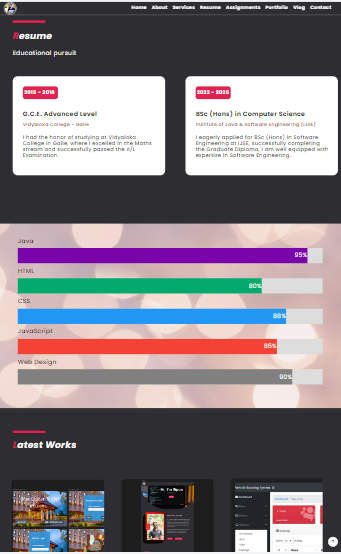 Home About Services Resume Assignments Portfolio Vlog Contact
Resume
Educational pursuit
2016 - 2018
G.C.E. Advanced Level
Vidyaloka College - Galle
I had the honor of studying at Vidyaloka
College in Galle, where I excelled in the Maths
stream and successfully passed the A/L
Examination.
2022 - 2025
BSc (Hons) in Computer Science
Institute of Java & Software Engineering (IJSE)
I eagerly applied for BSc (Hons) in Software
Engineering at IJSE, successfully completing
the Graduate Diploma, I am well equipped with
expertise in Software Engineering.
Java
95%
HTML
80%
CSS
88%
JavaScript
85%
Web Design
90%
Latest Works